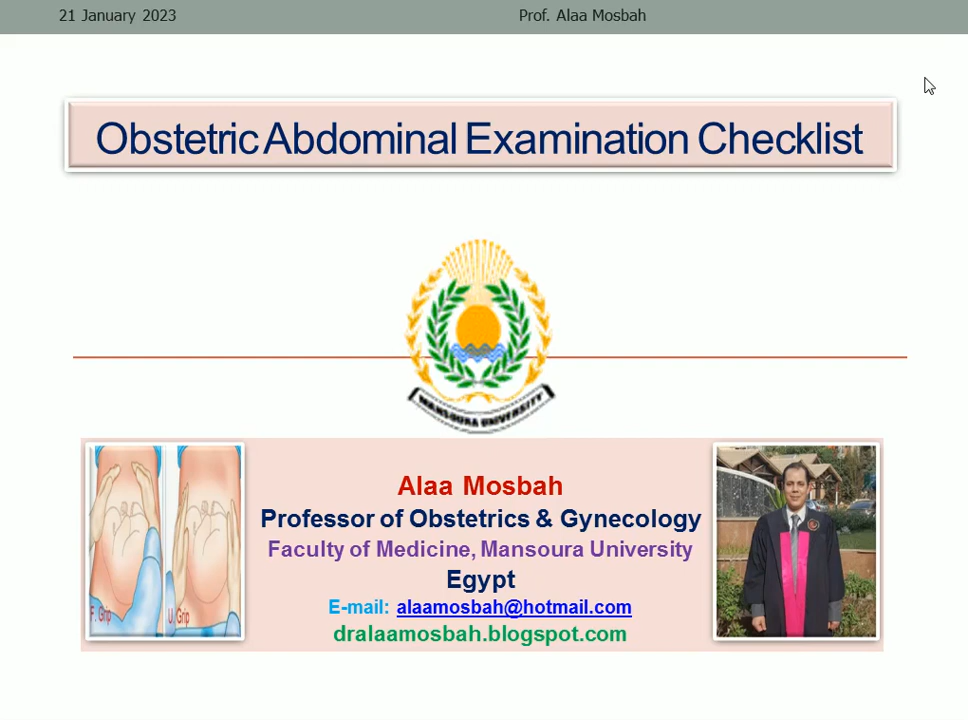 21 January 2023
Prof. Alaa Mosbah
Obstetric Abdominal Examination Checklist
MANSOURA UNIVERSITY
F. Grip
U. Grip
Alaa Mosbah
Professor of Obstetrics & Gynecology
Faculty of Medicine, Mansoura University
Egypt
E-mail: alaamosbah@hotmail.com
dralaamosbah.blogspot.com